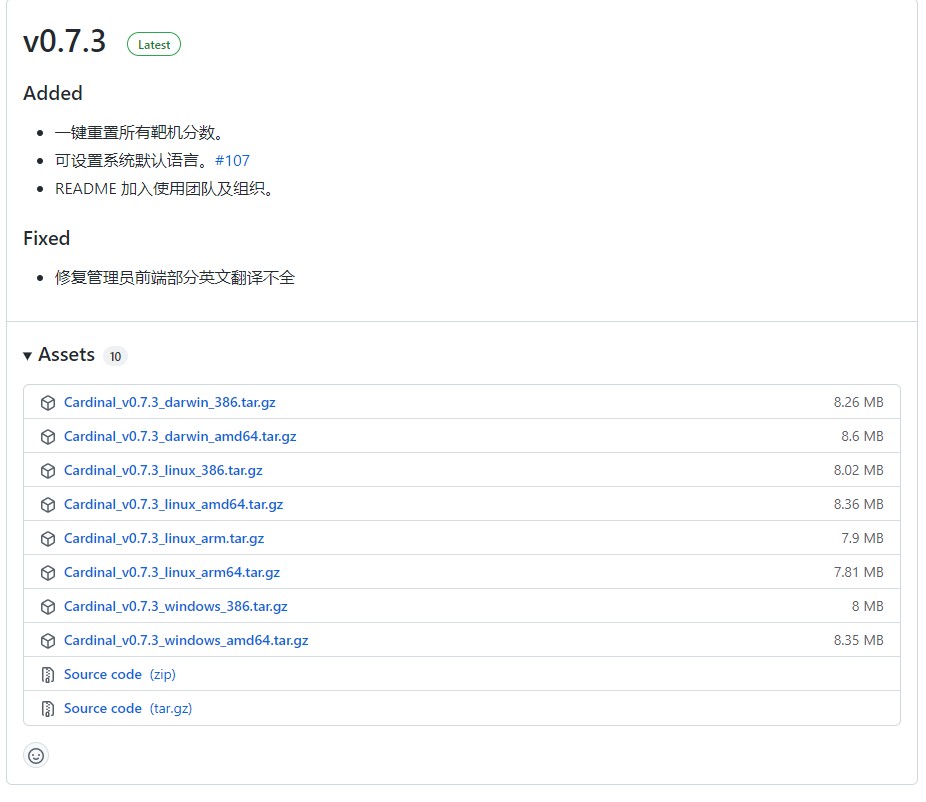 v0.7.3 Latest
Added
一键重置所有靶机分数。
可设置系统默认语言。#107
README 加入使用团队及组织。
Fixed
修复管理员前端部分英文翻译不全
Assets 10
Cardinal_v0.7.3_darwin_386.tar.gz 8.26 MB
Cardinal_v0.7.3_darwin_amd64.tar.gz 8.6 MB
Cardinal_v0.7.3_linux_386.tar.gz 8.02 MB
Cardinal_v0.7.3_linux_amd64.tar.gz 8.36 MB
Cardinal_v0.7.3_linux_arm.tar.gz 7.9 MB
Cardinal_v0.7.3_linux_arm64.tar.gz 7.81 MB
Cardinal_v0.7.3_windows_386.tar.gz 8 MB
Cardinal_v0.7.3_windows_amd64.tar.gz 8.35 MB
Source code (zip)
Source code (tar.gz)